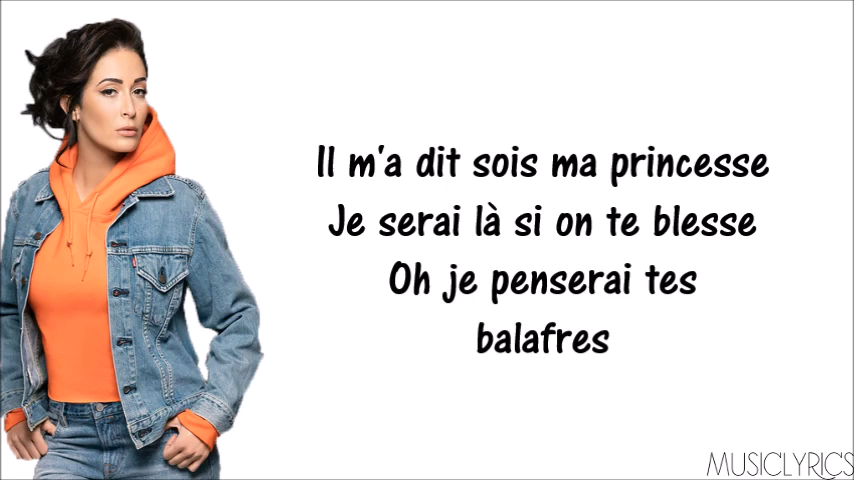 Il m'a dit sois ma princesse
Je serai là si on te blesse
Oh je penserai tes
balafres
MUSICLYRICS